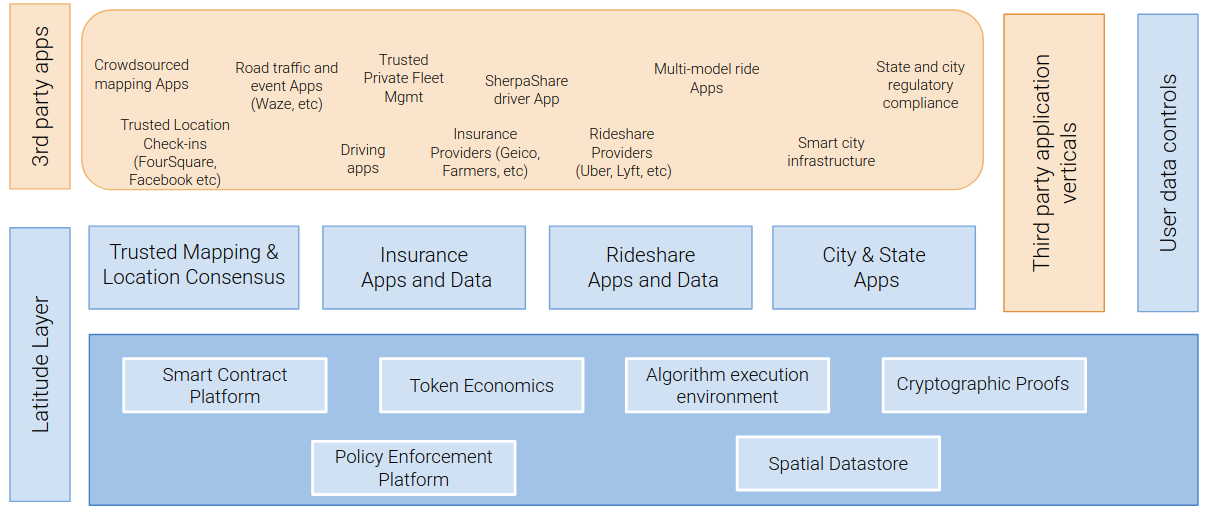 3rd party apps
Crowdsourced
mapping Apps
Road traffic and
event Apps
(Waze, etc)
Trusted
Private Fleet
Mgmt
SherpaShare
driver App
Multi-model ride
Apps
State and city
regulatory
compliance
Trusted Location
Check-ins
(FourSquare,
Facebook etc)
Driving
apps
Insurance
Providers (Geico,
Farmers, etc)
Rideshare
Providers
(Uber, Lyft, etc)
Smart city
infrastructure
Third party application
verticals
User data controls
Latitude Layer
Trusted Mapping &
Location Consensus
Insurance
Apps and Data
Rideshare
Apps and Data
City & State
Apps
Smart Contract
Platform
Token Economics
Algorithm execution
environment
Cryptographic Proofs
Policy Enforcement
Platform
Spatial Datastore